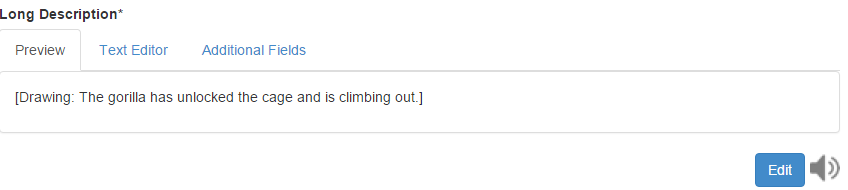 Long Description*
Preview Text Editor Additional Fields
[Drawing: The gorilla has unlocked the cage and is climbing out.]
Edit